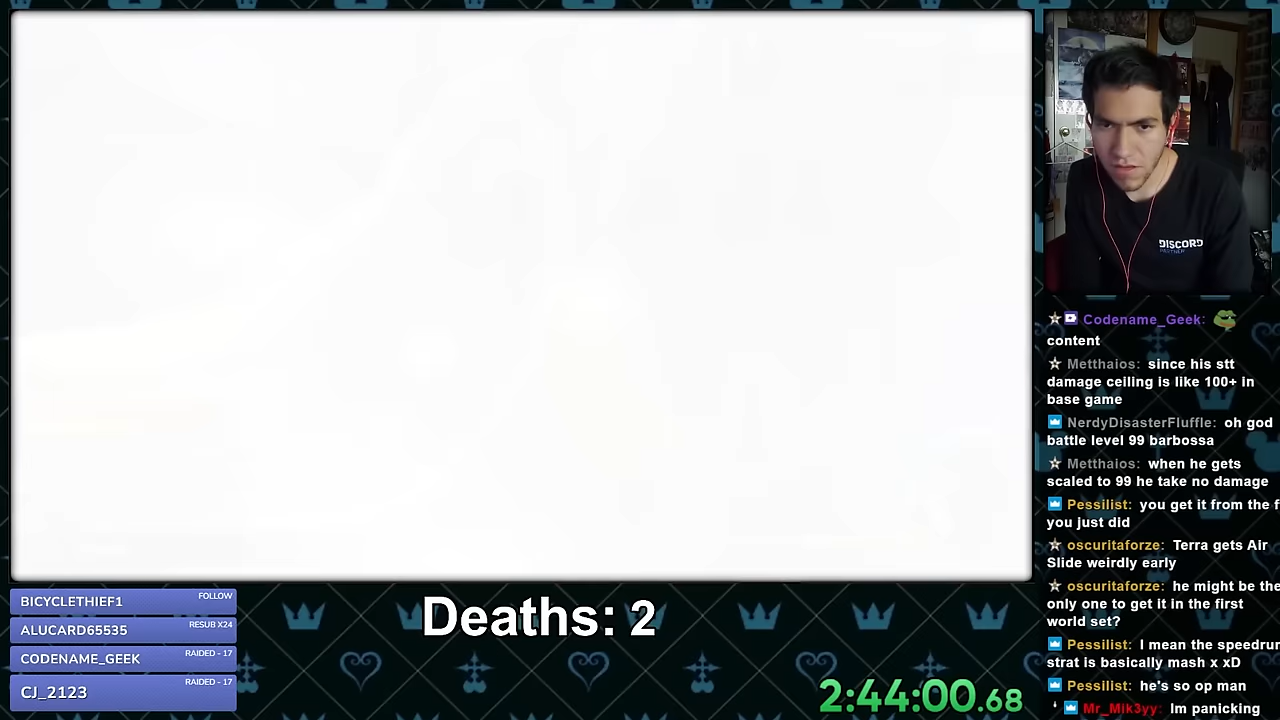 DISCORD
PARTNER
Codename_Geek:
content
Metthaios: since his stt
damage ceiling is like 100+ in
base game
NerdyDisasterFluffle: oh god
battle level 99 barbossa
Metthaios: when he gets
scaled to 99 he take no damage
Pessilist: you get it from the f
you just did
oscuritaforze: Terra gets Air
Slide weirdly early
oscuritaforze: he might be the
only one to get it in the first
world set?
Pessilist: I mean the speedrun
strat is basically mash x xD
Pessilist: he's so op man
Mr_Mlk3yy: Im panicking
BICYCLETHIEF1 FOLLOW
ALUCARD65535 RESUB X24
CODENAME_GEEK RAIDED - 17
CJ_2123 RAIDED - 17
Deaths: 2
2:44:00.68